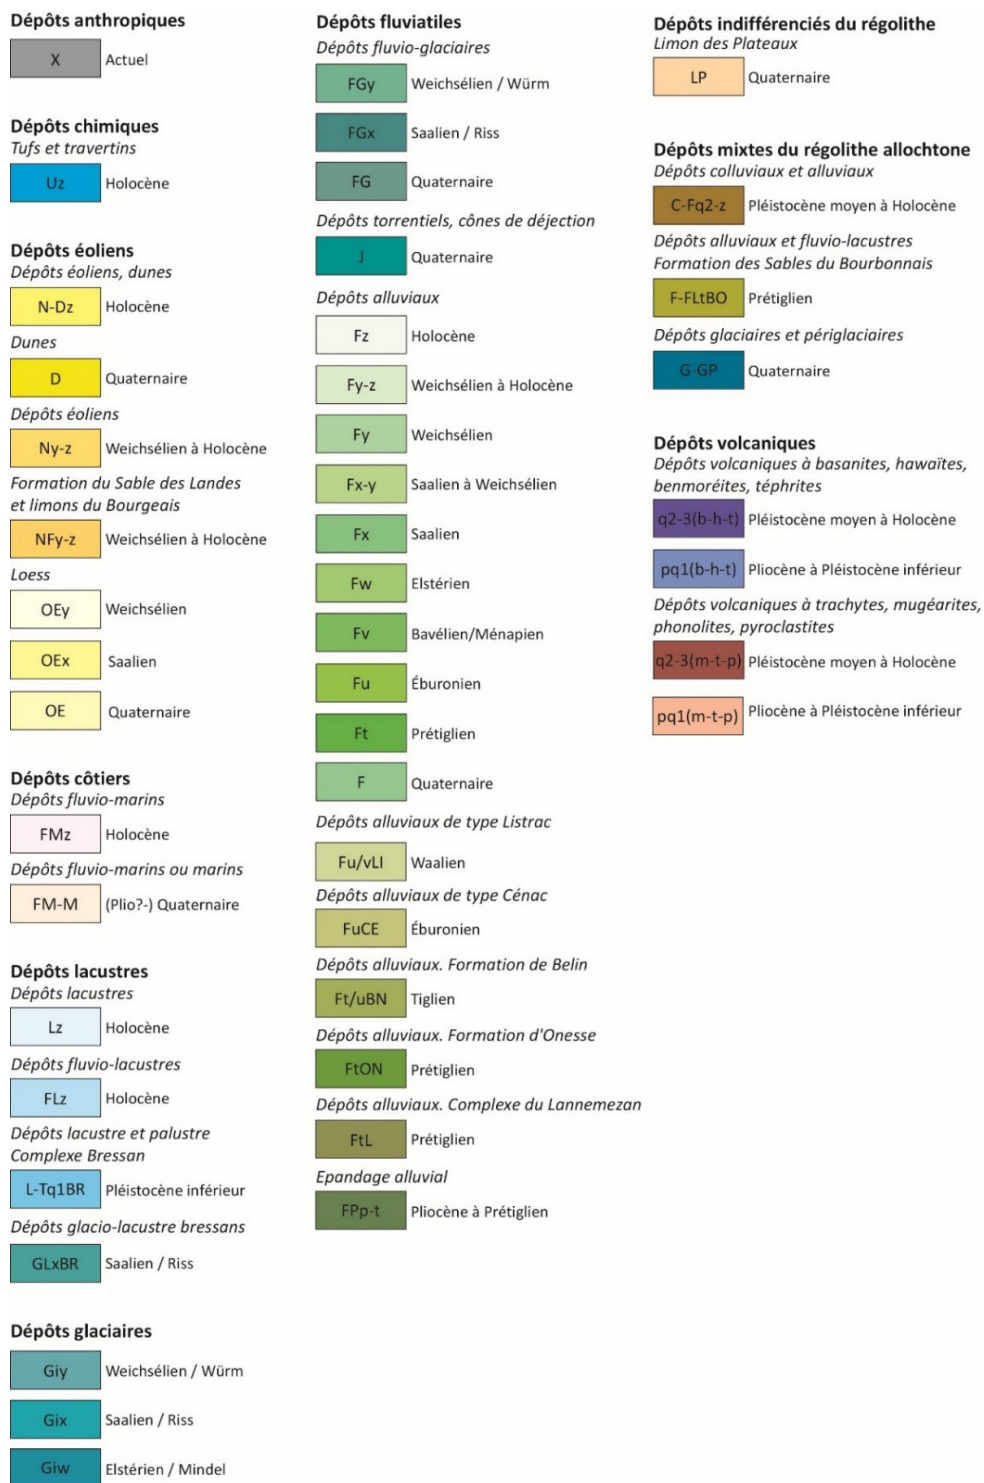 Dépôts anthropiques
X Actuel
Dépôts chimiques
Tufs et travertins
Uz Holocène
Dépôts éoliens
Dépôts éoliens, dunes
N-Dz Holocène
Dunes
D Quaternaire
Dépôts éoliens
Ny-z Weichsélien à Holocène
Formation du Sable des Landes
et limons du Bourgeais
NFy-z Weichsélien à Holocène
Loess
OEy Weichsélien
OEx Saalien
OE Quaternaire
Dépôts côtiers
Dépôts fluvio-marins
FMz Holocène
Dépôts fluvio-marins ou marins
FM-M (Plio?-) Quaternaire
Dépôts lacustres
Dépôts lacustres
Lz Holocène
Dépôts fluvio-lacustres
FLz Holocène
Dépôts lacustre et palustre
Complexe Bressan
L-Tq1BR Pléistocène inférieur
Dépôts glacio-lacustre bressans
GLxBR Saalien / Riss
Dépôts glaciaires
Giy Weichsélien / Würm
Gix Saalien / Riss
Giw Elstérien / Mindel
Dépôts fluviatiles
Dépôts fluvio-glaciaires
FGy Weichsélien / Würm
FGx Saalien / Riss
FG Quaternaire
Dépôts torrentiels, cônes de déjection
J Quaternaire
Dépôts alluviaux
Fz Holocène
Fy-z Weichsélien à Holocène
Fy Weichsélien
Fx-y Saalien à Weichsélien
Fx Saalien
Fw Elstérien
Fv Bavélien/Ménapien
Fu Éburonien
Ft Prétiglien
F Quaternaire
Dépôts alluviaux de type Listrac
Fu/vLI Waalien
Dépôts alluviaux de type Cénac
FuCE Éburonien
Dépôts alluviaux. Formation de Belin
Ft/uBN Tiglien
Dépôts alluviaux. Formation d'Onesse
FtON Prétiglien
Dépôts alluviaux. Complexe du Lannemezan
FtL Prétiglien
Epandage alluvial
FPp-t Pliocène à Prétiglien
Dépôts indifférenciés du régolithe
Limon des Plateaux
LP Quaternaire
Dépôts mixtes du régolithe allochtone
Dépôts colluviaux et alluviaux
C-Fq2-z Pléistocène moyen à Holocène
Dépôts alluviaux et fluvio-lacustres
Formation des Sables du Bourbonnais
F-FLtBO Prétiglien
Dépôts glaciaires et périglaciaires
G-GP Quaternaire
Dépôts volcaniques
Dépôts volcaniques à basanites, hawaïtes,
benmoréites, téphrites
q2-3(b-h-t) Pléistocène moyen à Holocène
pq1(b-h-t) Pliocène à Pléistocène inférieur
Dépôts volcaniques à trachytes, mugéarites,
phonolites, pyroclastites
q2-3(m-t-p) Pléistocène moyen à Holocène
pq1(m-t-p) Pliocène à Pléistocène inférieur